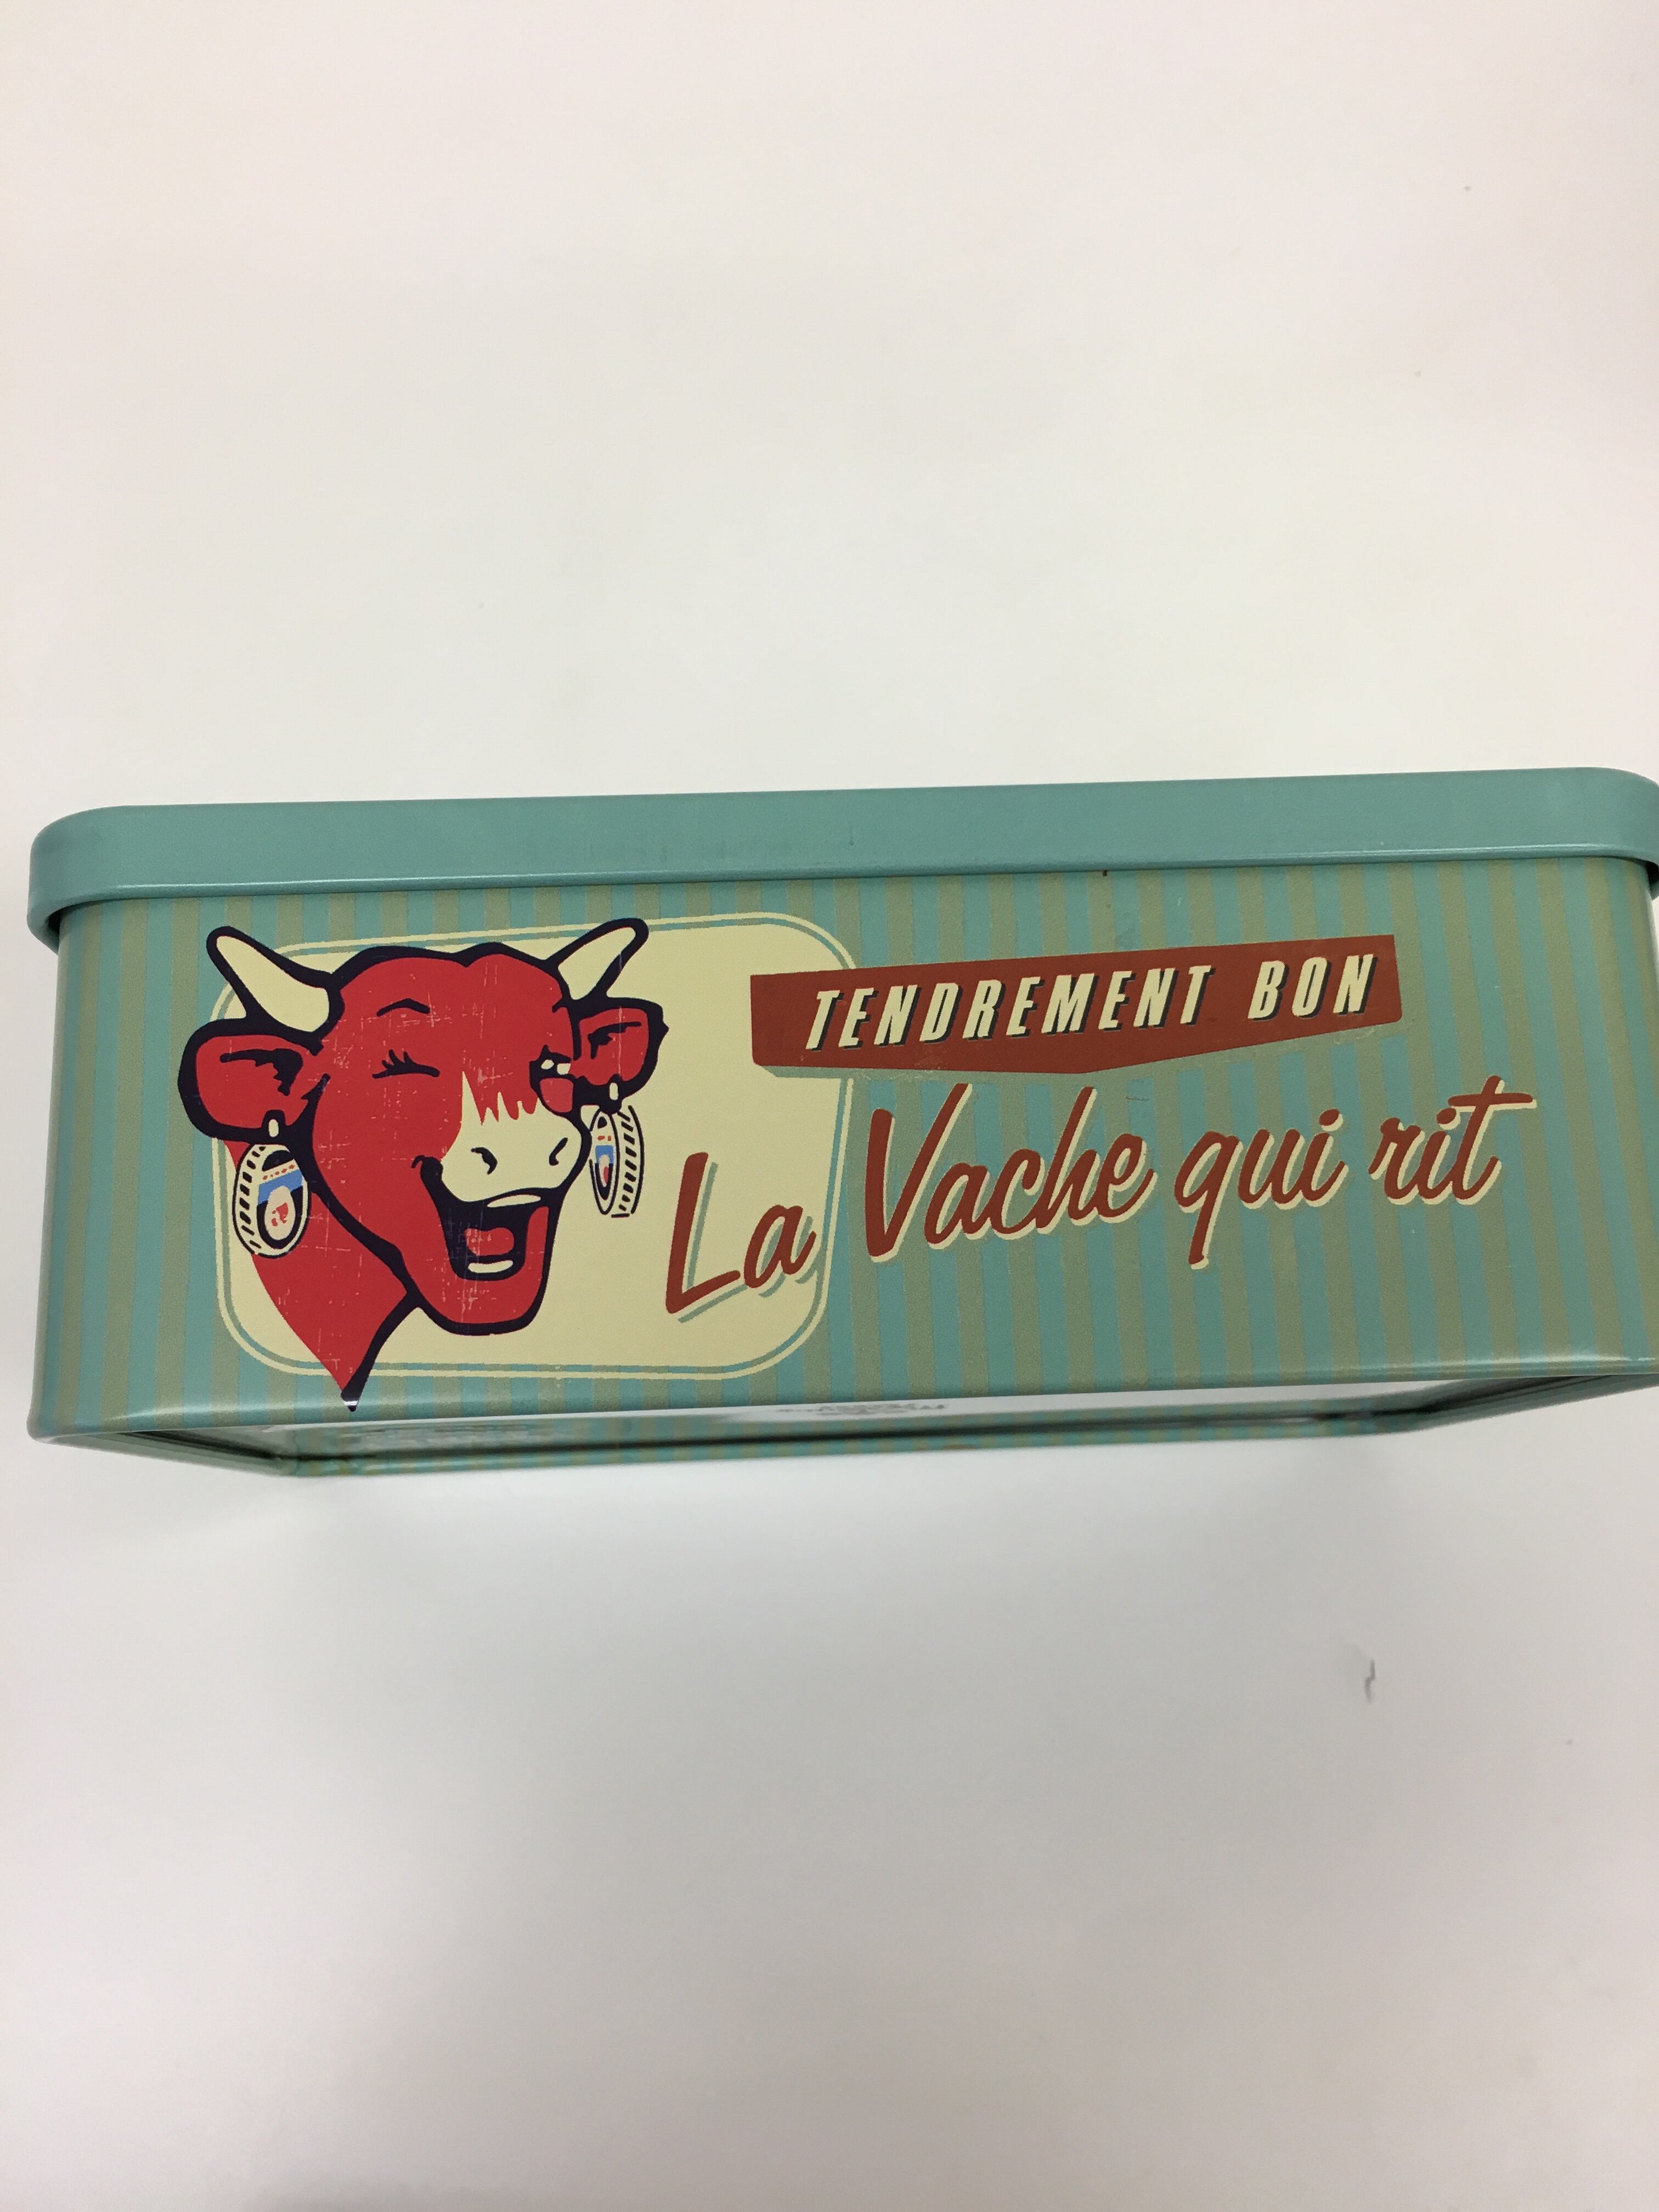 TENDREMENT BON
La Vache qui rit